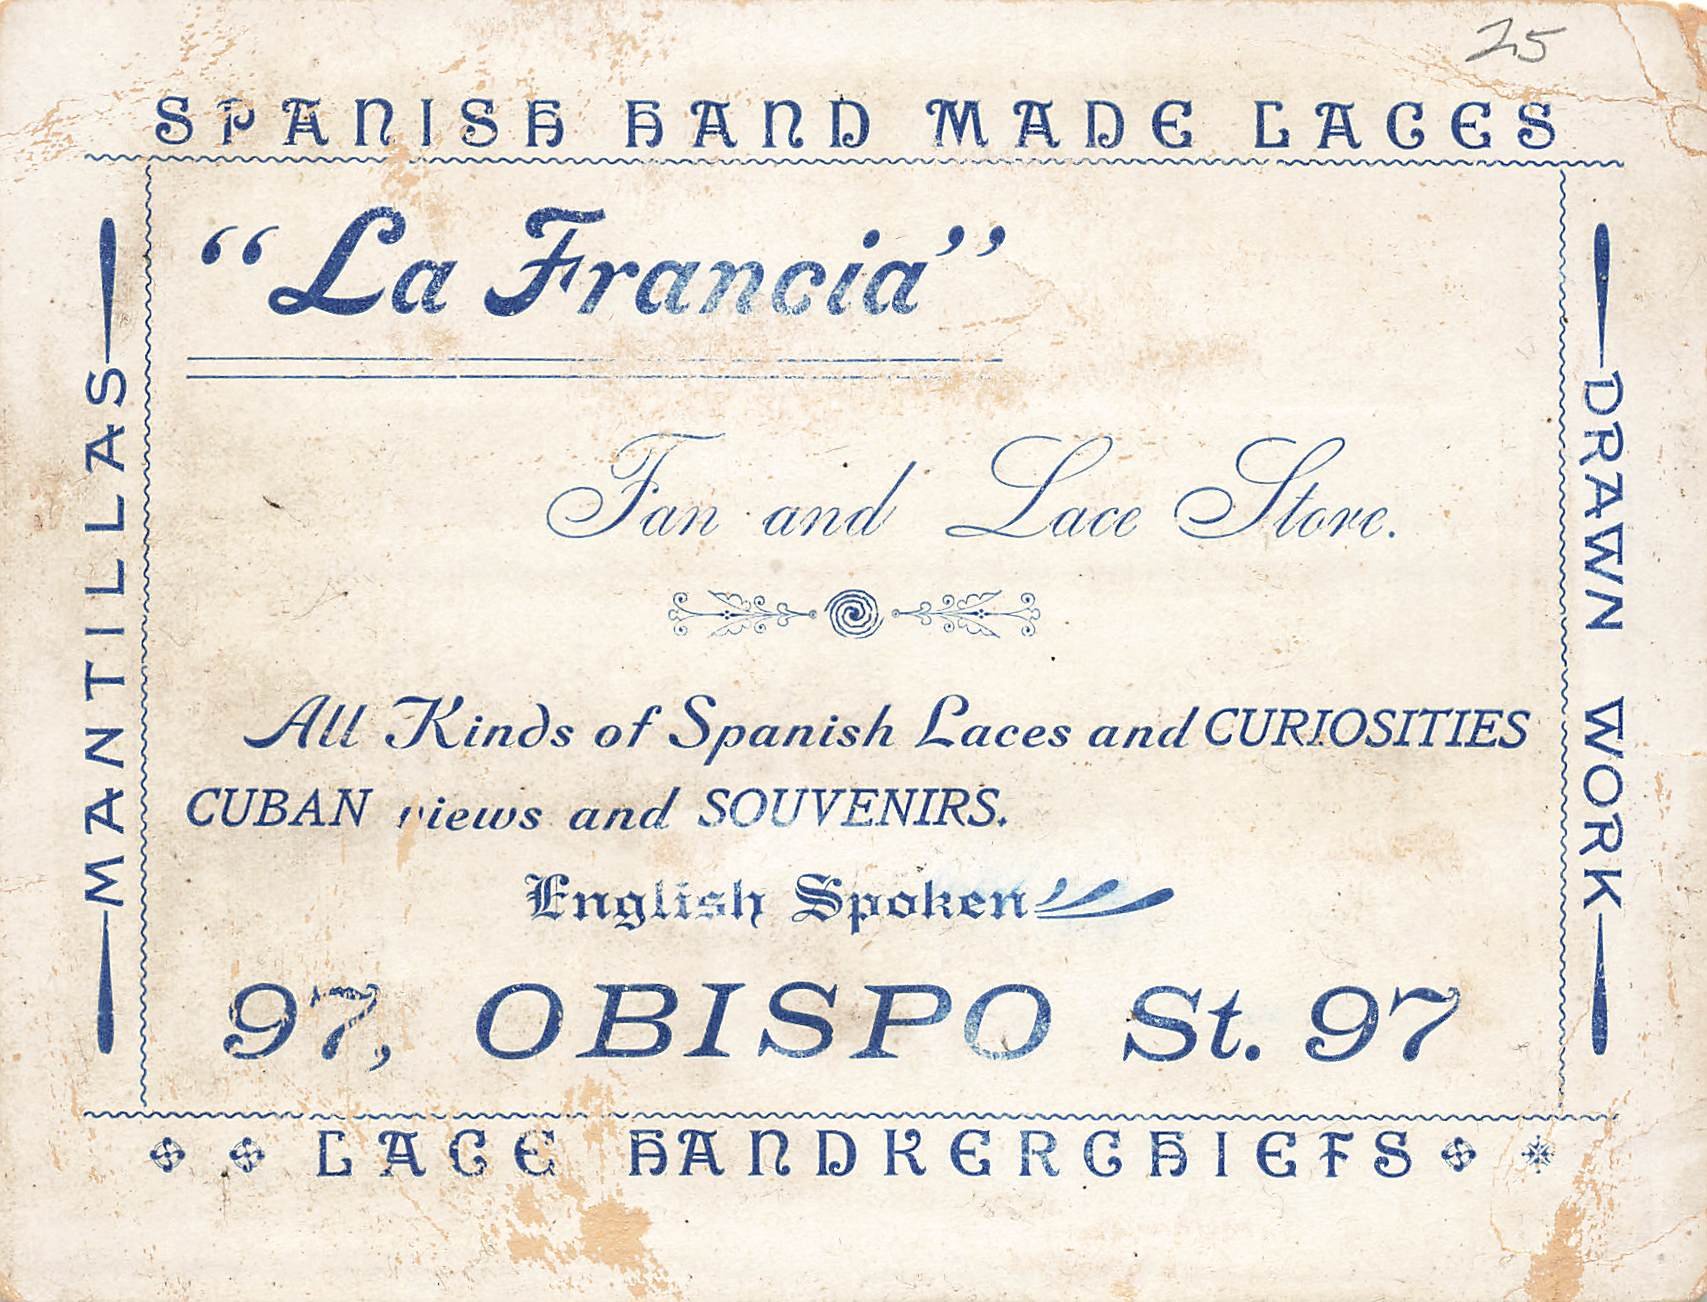 25
SPANISH HAND MADE LACES
"La Francia"
MANTILLAS
DRAWN WORK
Fan and Lace Store.
All Kinds of Spanish Laces and CURIOSITIES
CUBAN views and SOUVENIRS.
English Spoken
97, OBISPO St. 97
LACE HANDKERCHIEFS